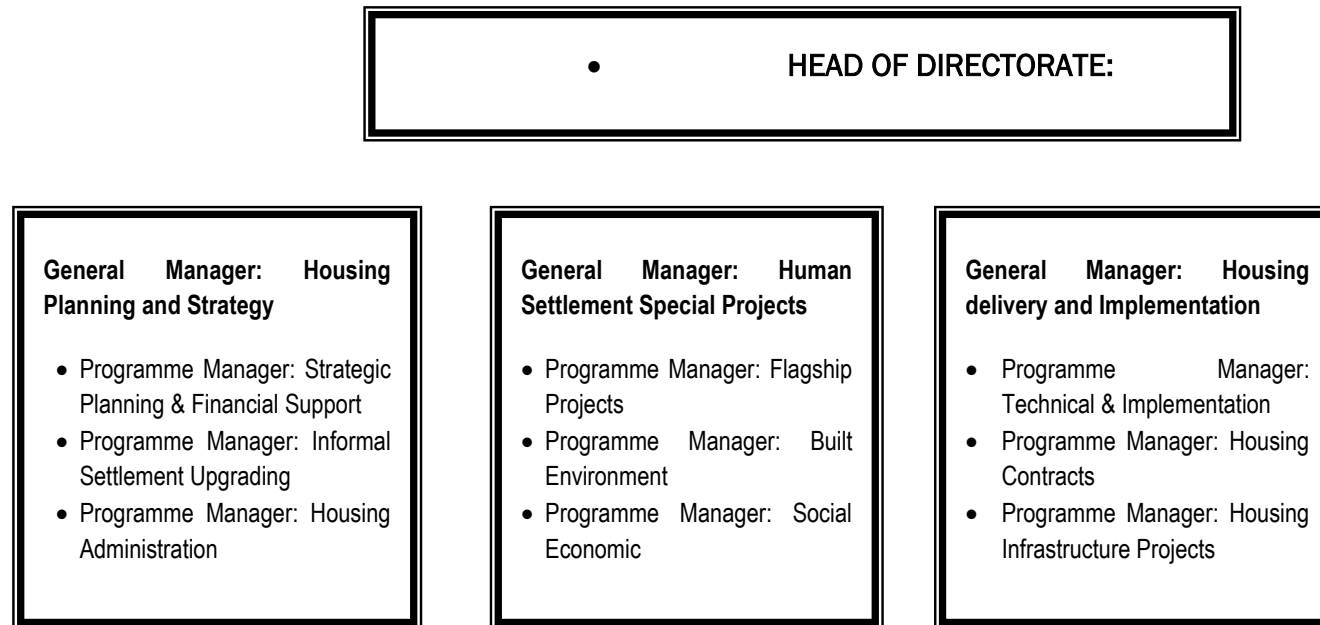 • HEAD OF DIRECTORATE:
General Manager: Housing
Planning and Strategy
• Programme Manager: Strategic
Planning & Financial Support
• Programme Manager: Informal
Settlement Upgrading
• Programme Manager: Housing
Administration
General Manager: Human
Settlement Special Projects
• Programme Manager: Flagship
Projects
• Programme Manager: Built
Environment
• Programme Manager: Social
Economic
General Manager: Housing
delivery and Implementation
• Programme Manager:
Technical & Implementation
• Programme Manager: Housing
Contracts
• Programme Manager: Housing
Infrastructure Projects